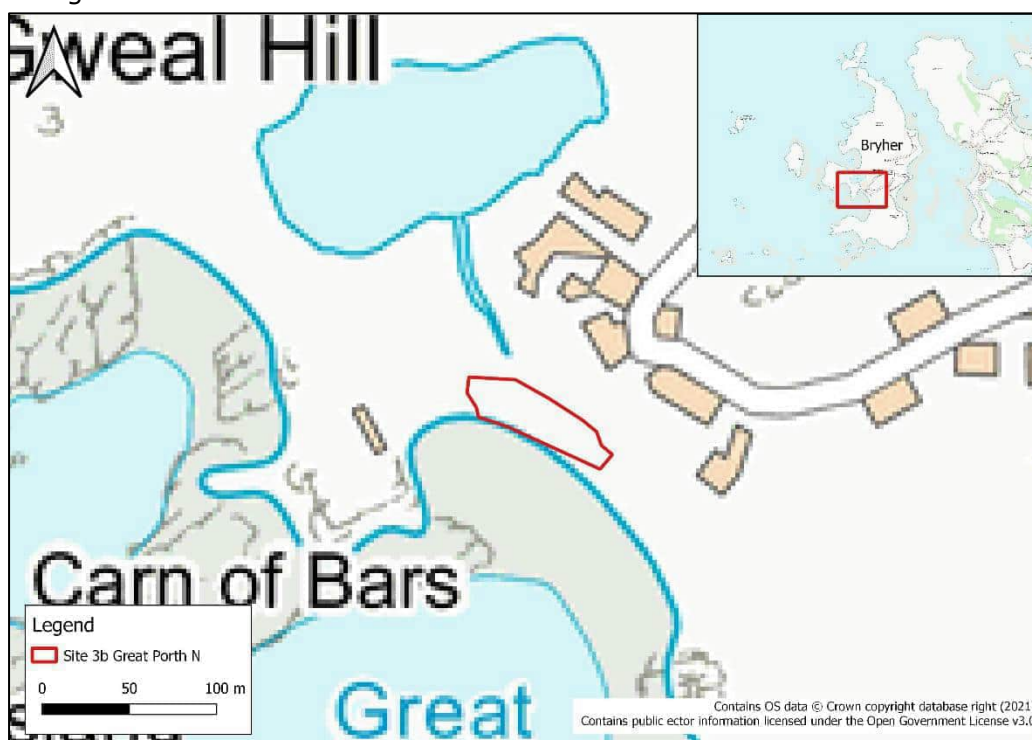 Gweal Hill
Bryher
Carn of Bars
Great
Legend
Site 3b Great Porth N
0 50 100 m
Contains OS data © Crown copyright database right (2021
Contains public ector information licensed under the Open Government License v3.0